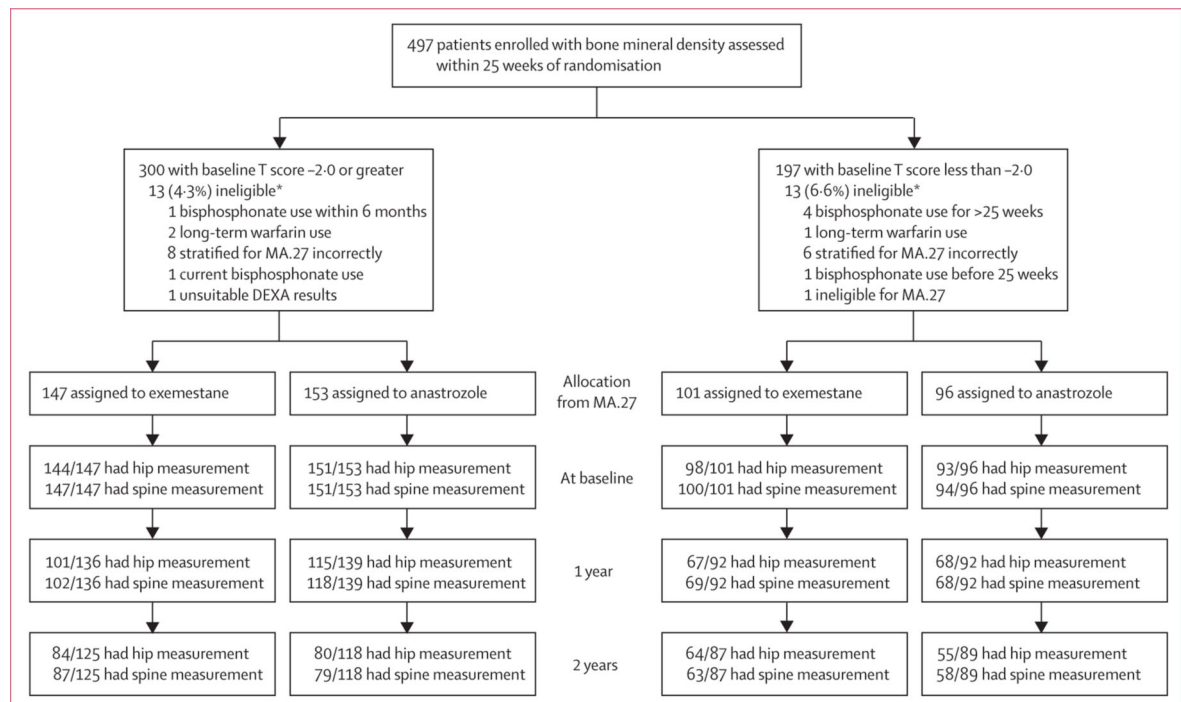 497 patients enrolled with bone mineral density assessed
within 25 weeks of randomisation
300 with baseline T score –2·0 or greater
13 (4·3%) ineligible*
1 bisphosphonate use within 6 months
2 long-term warfarin use
8 stratified for MA.27 incorrectly
1 current bisphosphonate use
1 unsuitable DEXA results
197 with baseline T score less than –2·0
13 (6·6%) ineligible*
4 bisphosphonate use for >25 weeks
1 long-term warfarin use
6 stratified for MA.27 incorrectly
1 bisphosphonate use before 25 weeks
1 ineligible for MA.27
147 assigned to exemestane
153 assigned to anastrozole
Allocation
from MA.27
101 assigned to exemestane
96 assigned to anastrozole
144/147 had hip measurement
147/147 had spine measurement
151/153 had hip measurement
151/153 had spine measurement
At baseline
98/101 had hip measurement
100/101 had spine measurement
93/96 had hip measurement
94/96 had spine measurement
101/136 had hip measurement
102/136 had spine measurement
115/139 had hip measurement
118/139 had spine measurement
1 year
67/92 had hip measurement
69/92 had spine measurement
68/92 had hip measurement
68/92 had spine measurement
84/125 had hip measurement
87/125 had spine measurement
80/118 had hip measurement
79/118 had spine measurement
2 years
64/87 had hip measurement
63/87 had spine measurement
55/89 had hip measurement
58/89 had spine measurement